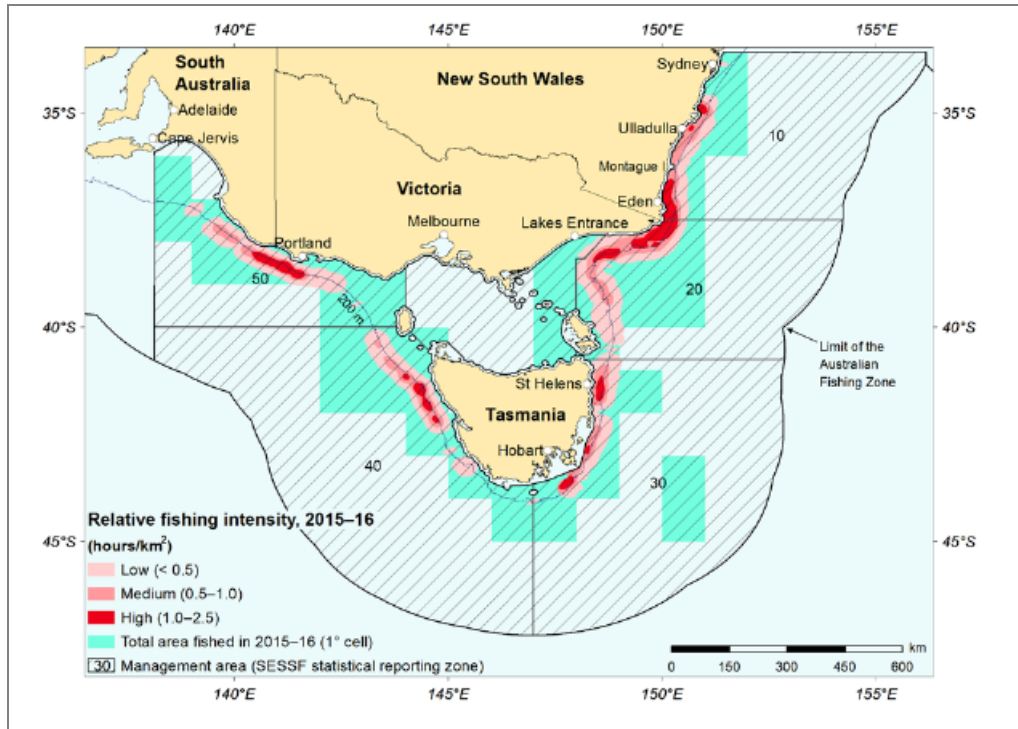 140°E 145°E 150°E 155°E
South
Australia
New South Wales
Sydney
35°S
35°S
Adelaide
Cape Jervis
Ulladulla
10
Montague I
Victoria
Eden
Melbourne
Lakes Entrance
Portland
50
20
200 m
40°S
40°S
Limit of the
Australian
Fishing Zone
St Helens
Tasmania
Hobart
40
30
Relative fishing intensity, 2015–16
(hours/km²)
45°S
45°S
Low (< 0.5)
Medium (0.5–1.0)
High (1.0–2.5)
Total area fished in 2015–16 (1° cell)
30 Management area (SESSF statistical reporting zone)
km
0 150 300 450 600
140°E 145°E 150°E 155°E